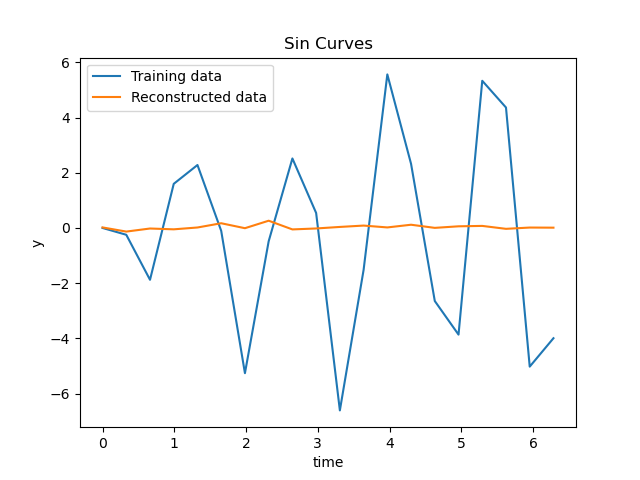 Sin Curves
Training data
Reconstructed data
6
4
2
0
−2
−4
−6
y
0 1 2 3 4 5 6
time